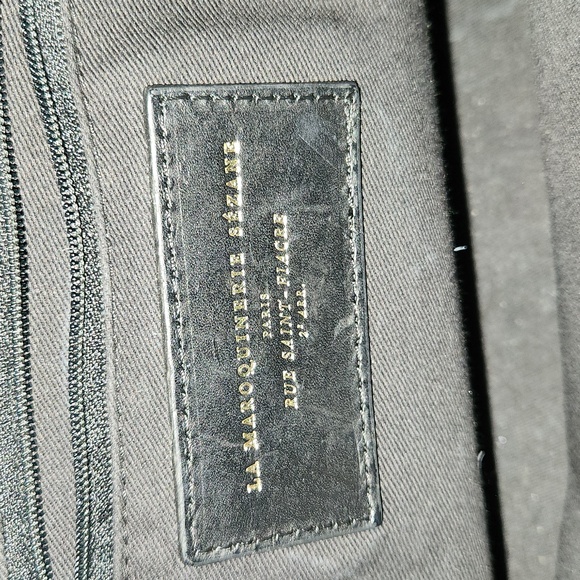 LA MAROQUINERIE SÉZANE
PARIS
RUE SAINT-FIACRE
2E ARR.